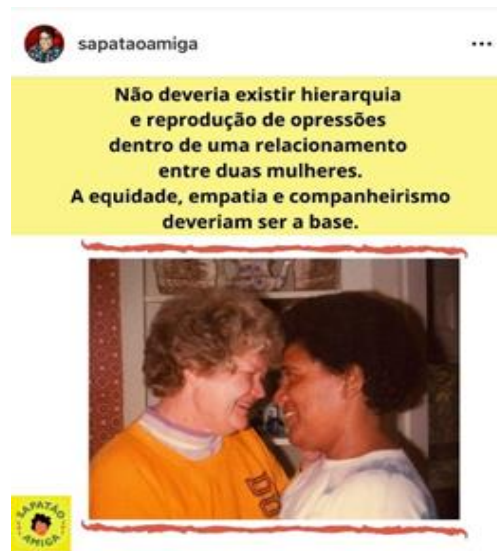 sapataoamiga
Não deveria existir hierarquia
e reprodução de opressões
dentro de uma relacionamento
entre duas mulheres.
A equidade, empatia e companheirismo
deveriam ser a base.
DO
SAPATÃO
AMIGA